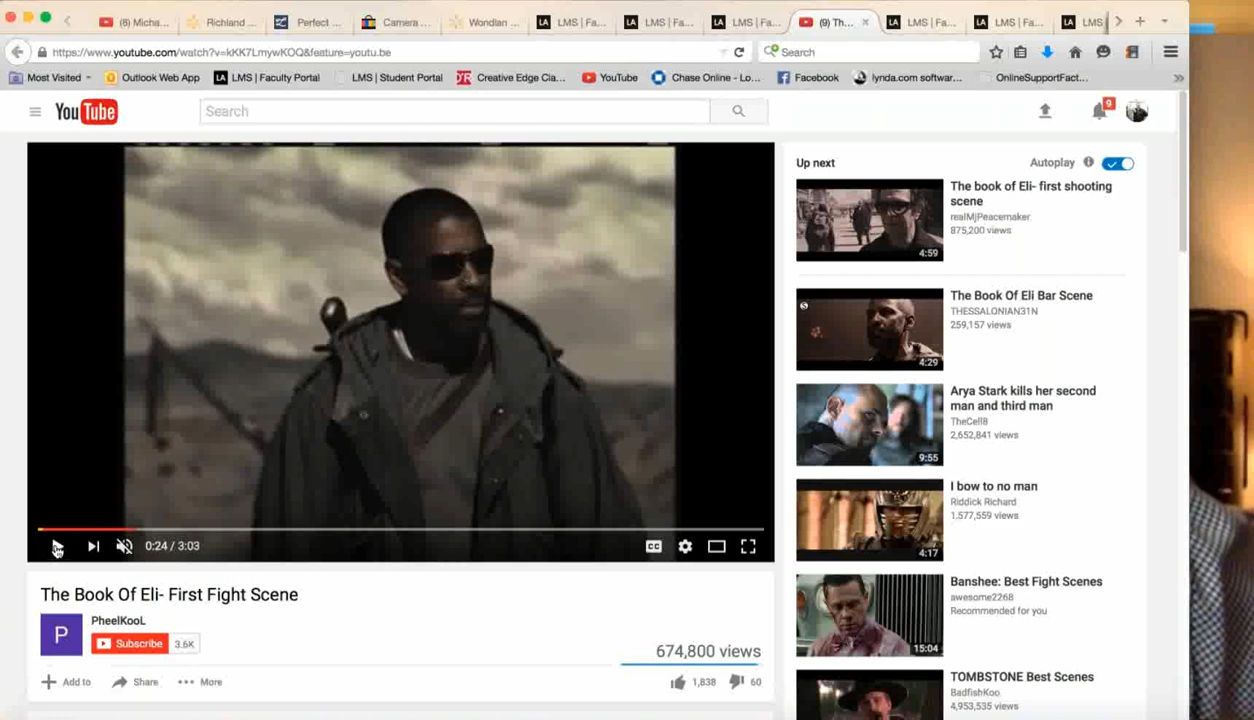 (6) Micha...
Richland ...
Perfect ...
Camera ...
Wondlan ...
LA LMS | Fa...
LA LMS | Fa...
LA LMS | Fa...
(9) Th...
LA LMS | Fa...
LA LMS | Fa...
LA LMS
https://www.youtube.com/watch?v=kKK7LmywKOQ&feature=youtu.be
Search
Most Visited
Outlook Web App
LA LMS | Faculty Portal
LMS | Student Portal
Creative Edge Cla...
YouTube
Chase Online - Lo...
Facebook
lynda.com softwar...
OnlineSupportFact...
YouTube
Search
9
0:24 / 3:03
CC
The Book Of Eli- First Fight Scene
P
PheelKooL
Subscribe 3.6K
674,800 views
Add to
Share
More
1,838
60
Up next
Autoplay
The book of Eli- first shooting
scene
realMjPeacemaker
875,200 views
4:59
The Book Of Eli Bar Scene
THESSALONIAN31N
259,157 views
4:29
Arya Stark kills her second
man and third man
TheCell8
2,652,841 views
9:55
I bow to no man
Riddick Richard
1,577,559 views
4:17
Banshee: Best Fight Scenes
awesome2268
Recommended for you
15:04
TOMBSTONE Best Scenes
BadfishKoo
4,953,535 views